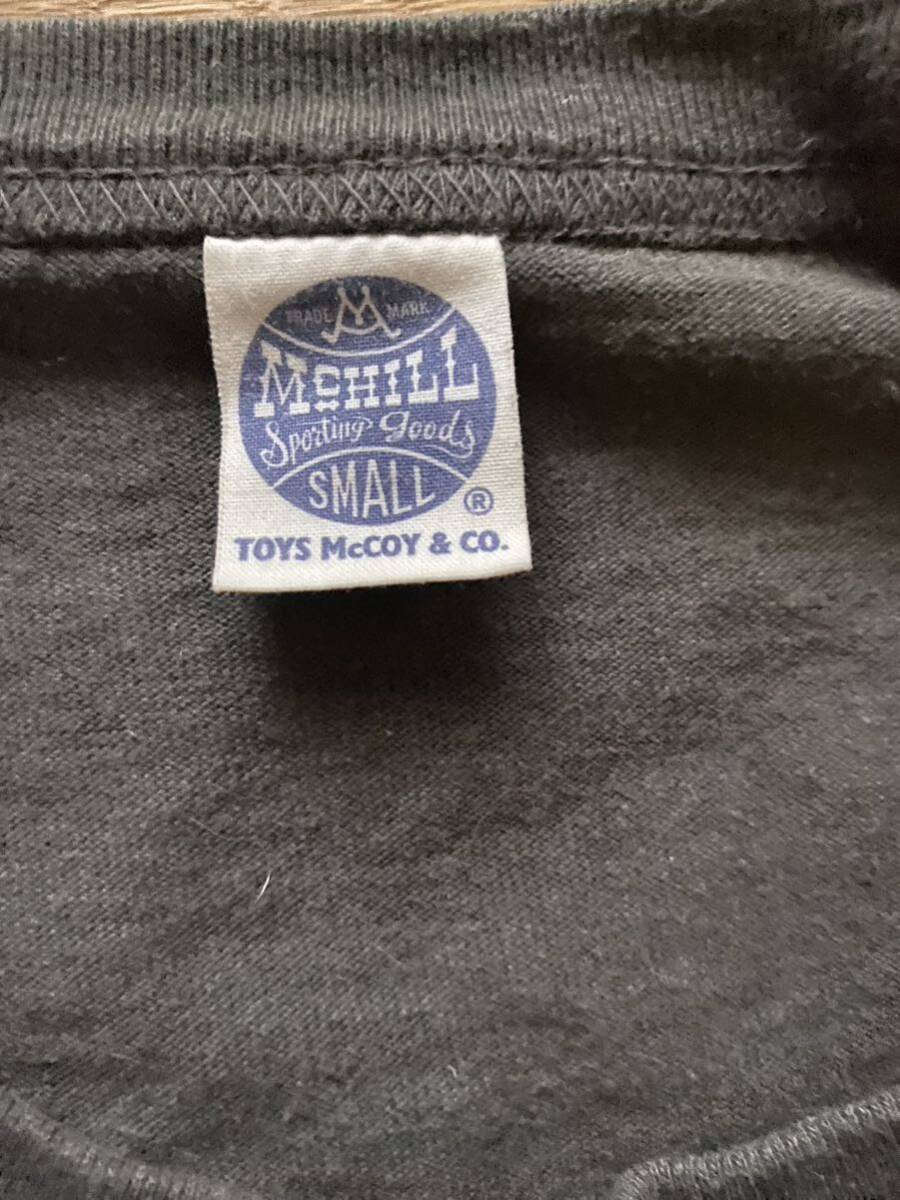 TRADE M MARK
McHILL
Sporting Goods
SMALL ®
TOYS McCOY & CO.